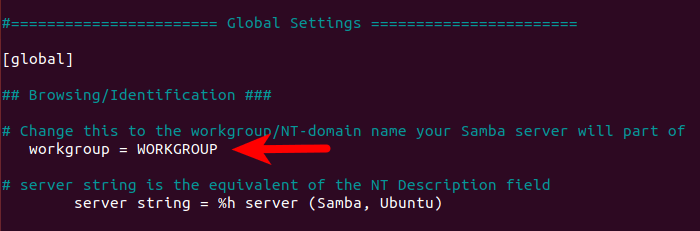 #======================= Global Settings =======================
[global]
## Browsing/Identification ###
# Change this to the workgroup/NT-domain name your Samba server will part of
workgroup = WORKGROUP
# server string is the equivalent of the NT Description field
server string = %h server (Samba, Ubuntu)